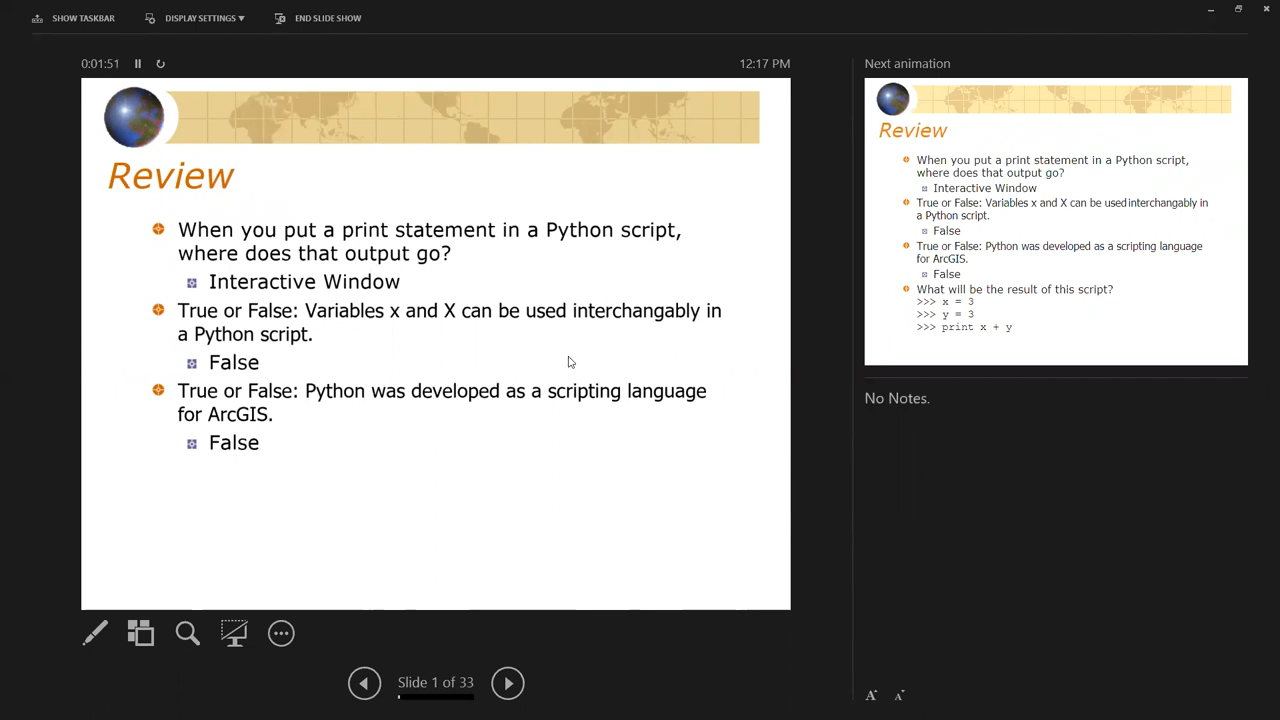 SHOW TASKBAR
DISPLAY SETTINGS ▼
END SLIDE SHOW
0:01:51
12:17 PM
Review
When you put a print statement in a Python script,
where does that output go?
Interactive Window
True or False: Variables x and X can be used interchangably in
a Python script.
False
True or False: Python was developed as a scripting language
for ArcGIS.
False
Slide 1 of 33
Next animation
Review
When you put a print statement in a Python script,
where does that output go?
Interactive Window
True or False: Variables x and X can be used interchangably in
a Python script.
False
True or False: Python was developed as a scripting language
for ArcGIS.
False
What will be the result of this script?
>>> x = 3
>>> y = 3
>>> print x + y
No Notes.
A A